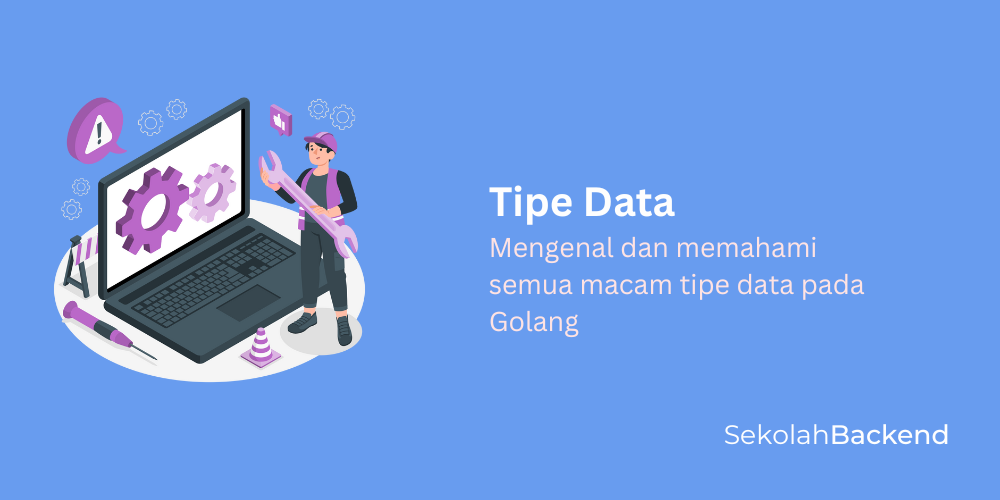 Tipe Data
Mengenal dan memahami
semua macam tipe data pada
Golang
SekolahBackend